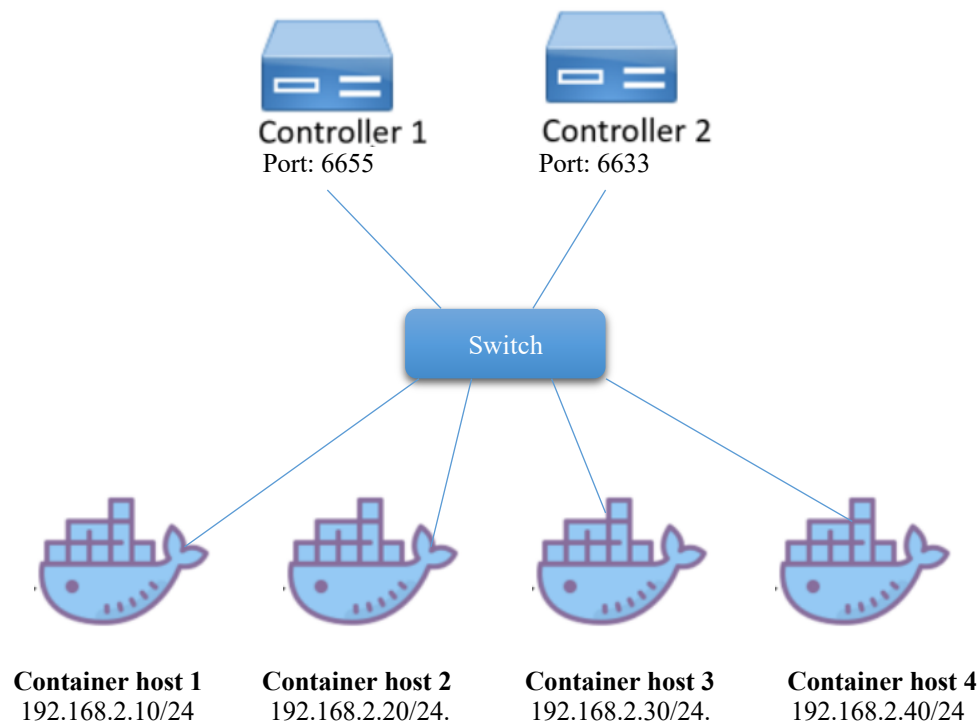 Controller 1
Port: 6655
Controller 2
Port: 6633
Switch
Container host 1
192.168.2.10/24
Container host 2
192.168.2.20/24.
Container host 3
192.168.2.30/24.
Container host 4
192.168.2.40/24